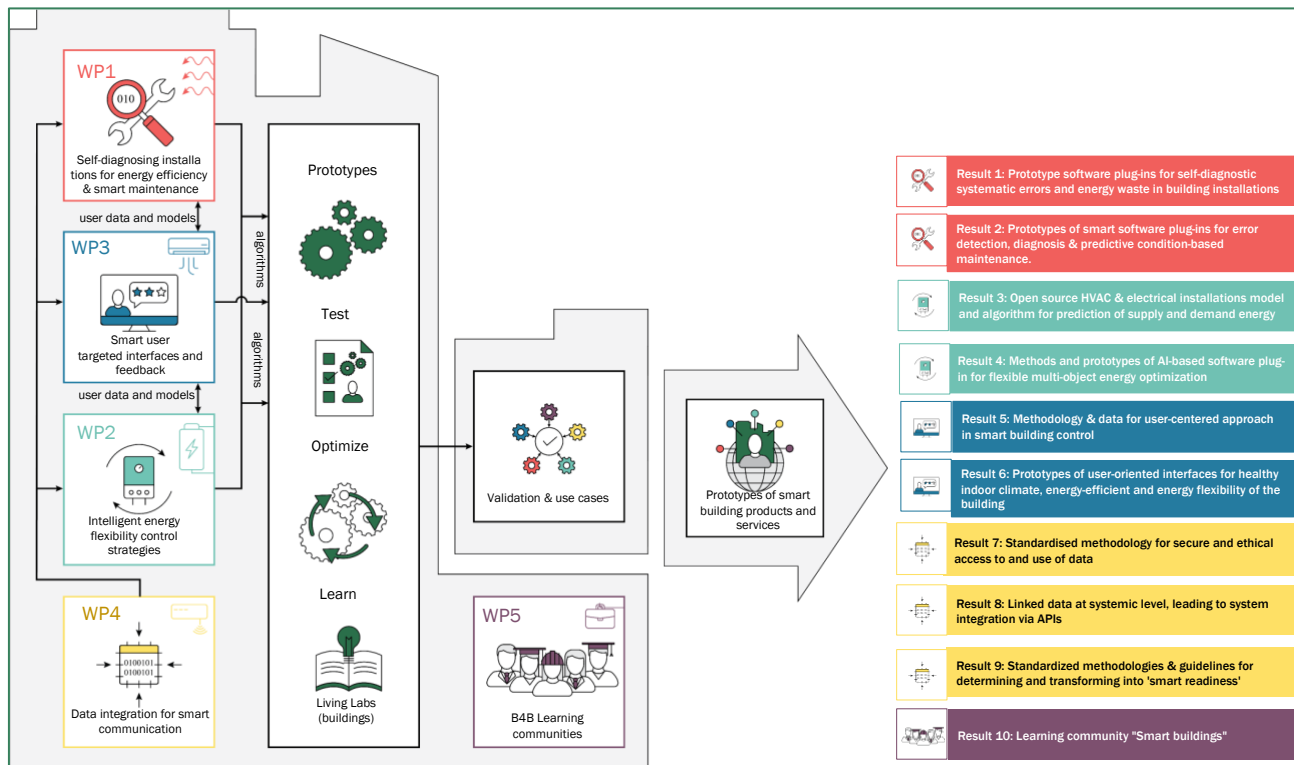 WP1
010
Self-diagnosing installa
tions for energy efficiency
& smart maintenance
user data and models
WP3
Smart user
targeted interfaces and
feedback
user data and models
WP2
Intelligent energy
flexibility control
strategies
WP4
0100101
0100101
Data integration for smart
communication
algorithms
algorithms
Prototypes
Test
Optimize
Learn
Living Labs
(buildings)
Validation & use cases
WP5
B4B Learning
communities
Prototypes of smart
building products and
services
Result 1: Prototype software plug-ins for self-diagnostic
systematic errors and energy waste in building installations
Result 2: Prototypes of smart software plug-ins for error
detection, diagnosis & predictive condition-based
maintenance.
Result 3: Open source HVAC & electrical installations model
and algorithm for prediction of supply and demand energy
Result 4: Methods and prototypes of AI-based software plug-
in for flexible multi-object energy optimization
Result 5: Methodology & data for user-centered approach
in smart building control
Result 6: Prototypes of user-oriented interfaces for healthy
indoor climate, energy-efficient and energy flexibility of the
building
Result 7: Standardised methodology for secure and ethical
access to and use of data
Result 8: Linked data at systemic level, leading to system
integration via APIs
Result 9: Standardized methodologies & guidelines for
determining and transforming into 'smart readiness'
Result 10: Learning community "Smart buildings"